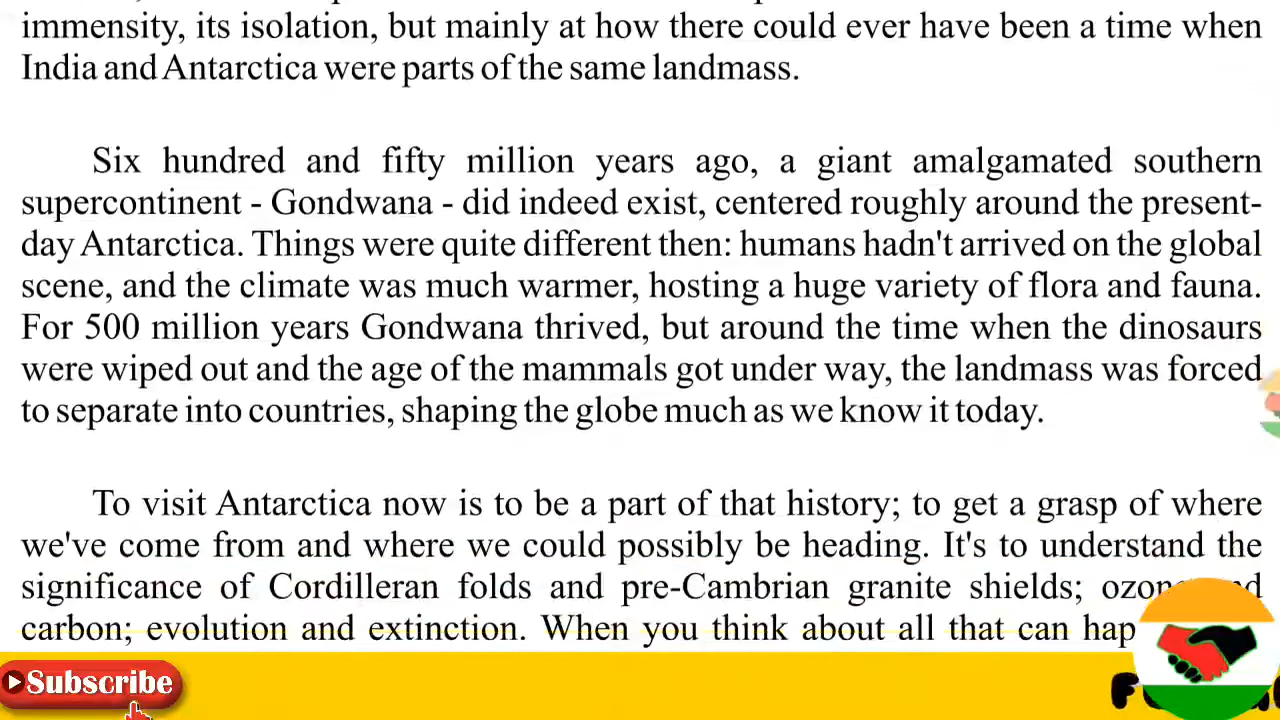 immensity, its isolation, but mainly at how there could ever have been a time when
India and Antarctica were parts of the same landmass.
Six hundred and fifty million years ago, a giant amalgamated southern
supercontinent - Gondwana - did indeed exist, centered roughly around the present-
day Antarctica. Things were quite different then: humans hadn't arrived on the global
scene, and the climate was much warmer, hosting a huge variety of flora and fauna.
For 500 million years Gondwana thrived, but around the time when the dinosaurs
were wiped out and the age of the mammals got under way, the landmass was forced
to separate into countries, shaping the globe much as we know it today.
To visit Antarctica now is to be a part of that history; to get a grasp of where
we've come from and where we could possibly be heading. It's to understand the
significance of Cordilleran folds and pre-Cambrian granite shields;
carbon; evolution and extinction. When you think about all that can
Subscribe